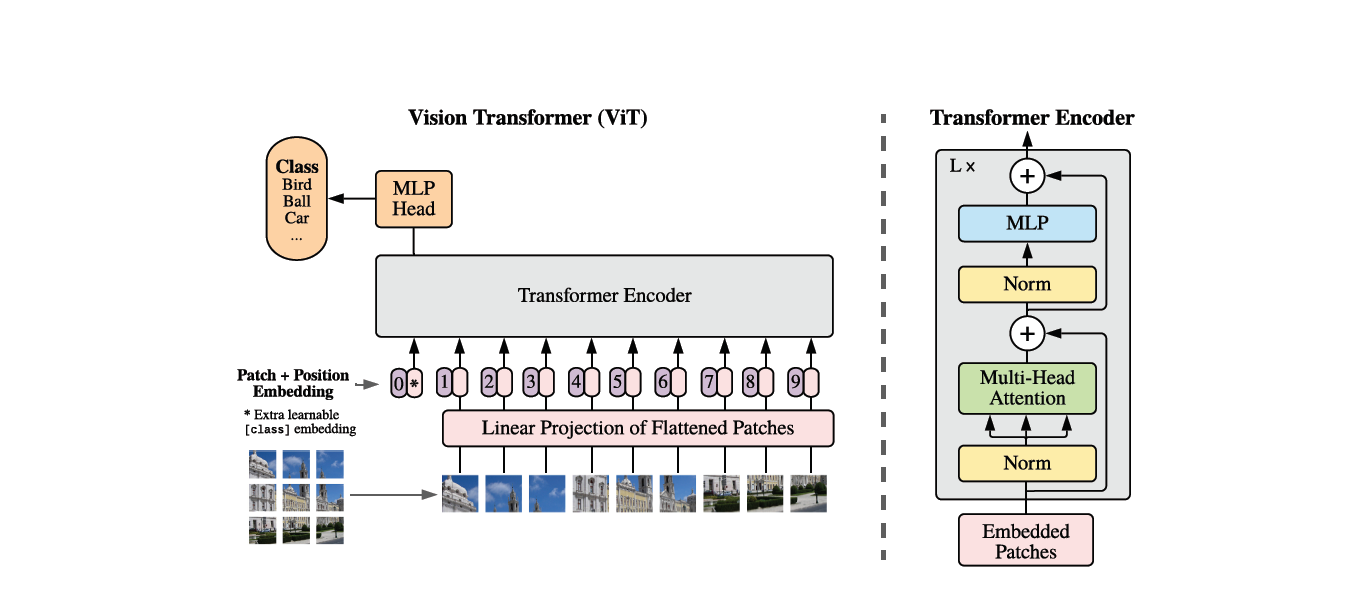 Vision Transformer (ViT)
Class
Bird
Ball
Car
...
MLP
Head
Transformer Encoder
Patch + Position
Embedding
0 * 1 2 3 4 5 6 7 8 9
* Extra learnable
[class] embedding
Linear Projection of Flattened Patches
Transformer Encoder
L ×
+
MLP
Norm
+
Multi-Head
Attention
Norm
Embedded
Patches